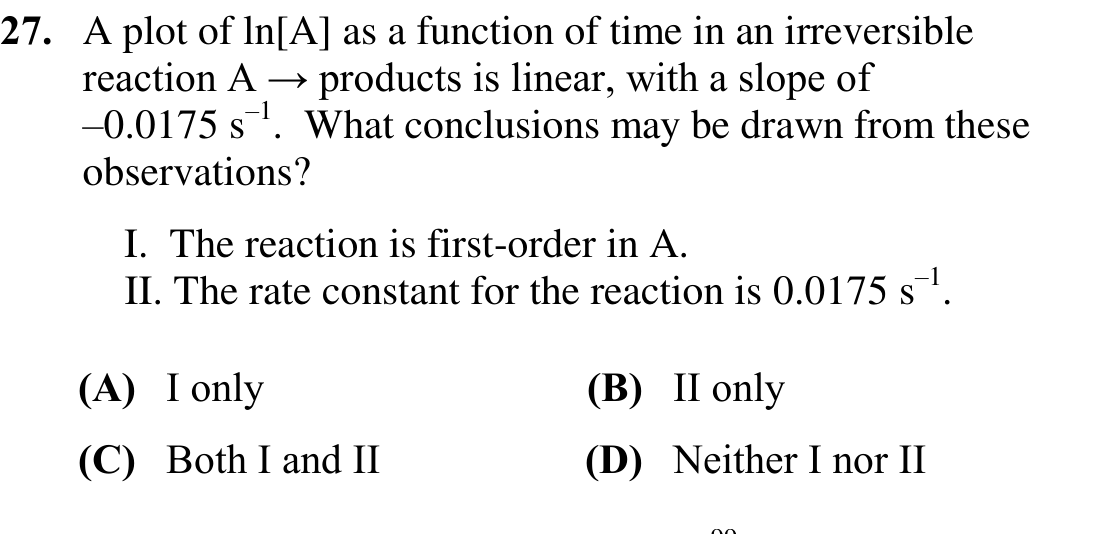 27. A plot of ln[A] as a function of time in an irreversible
reaction A → products is linear, with a slope of
–0.0175 s⁻¹. What conclusions may be drawn from these
observations?
I. The reaction is first-order in A.
II. The rate constant for the reaction is 0.0175 s⁻¹.
(A) I only (B) II only
(C) Both I and II (D) Neither I nor II